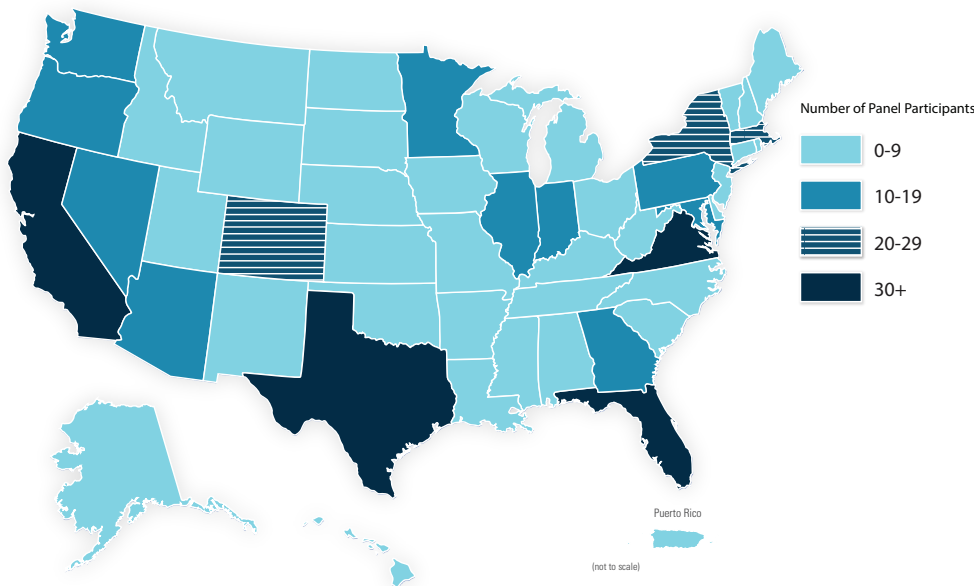 Number of Panel Participants
0-9
10-19
20-29
30+
Puerto Rico
(not to scale)